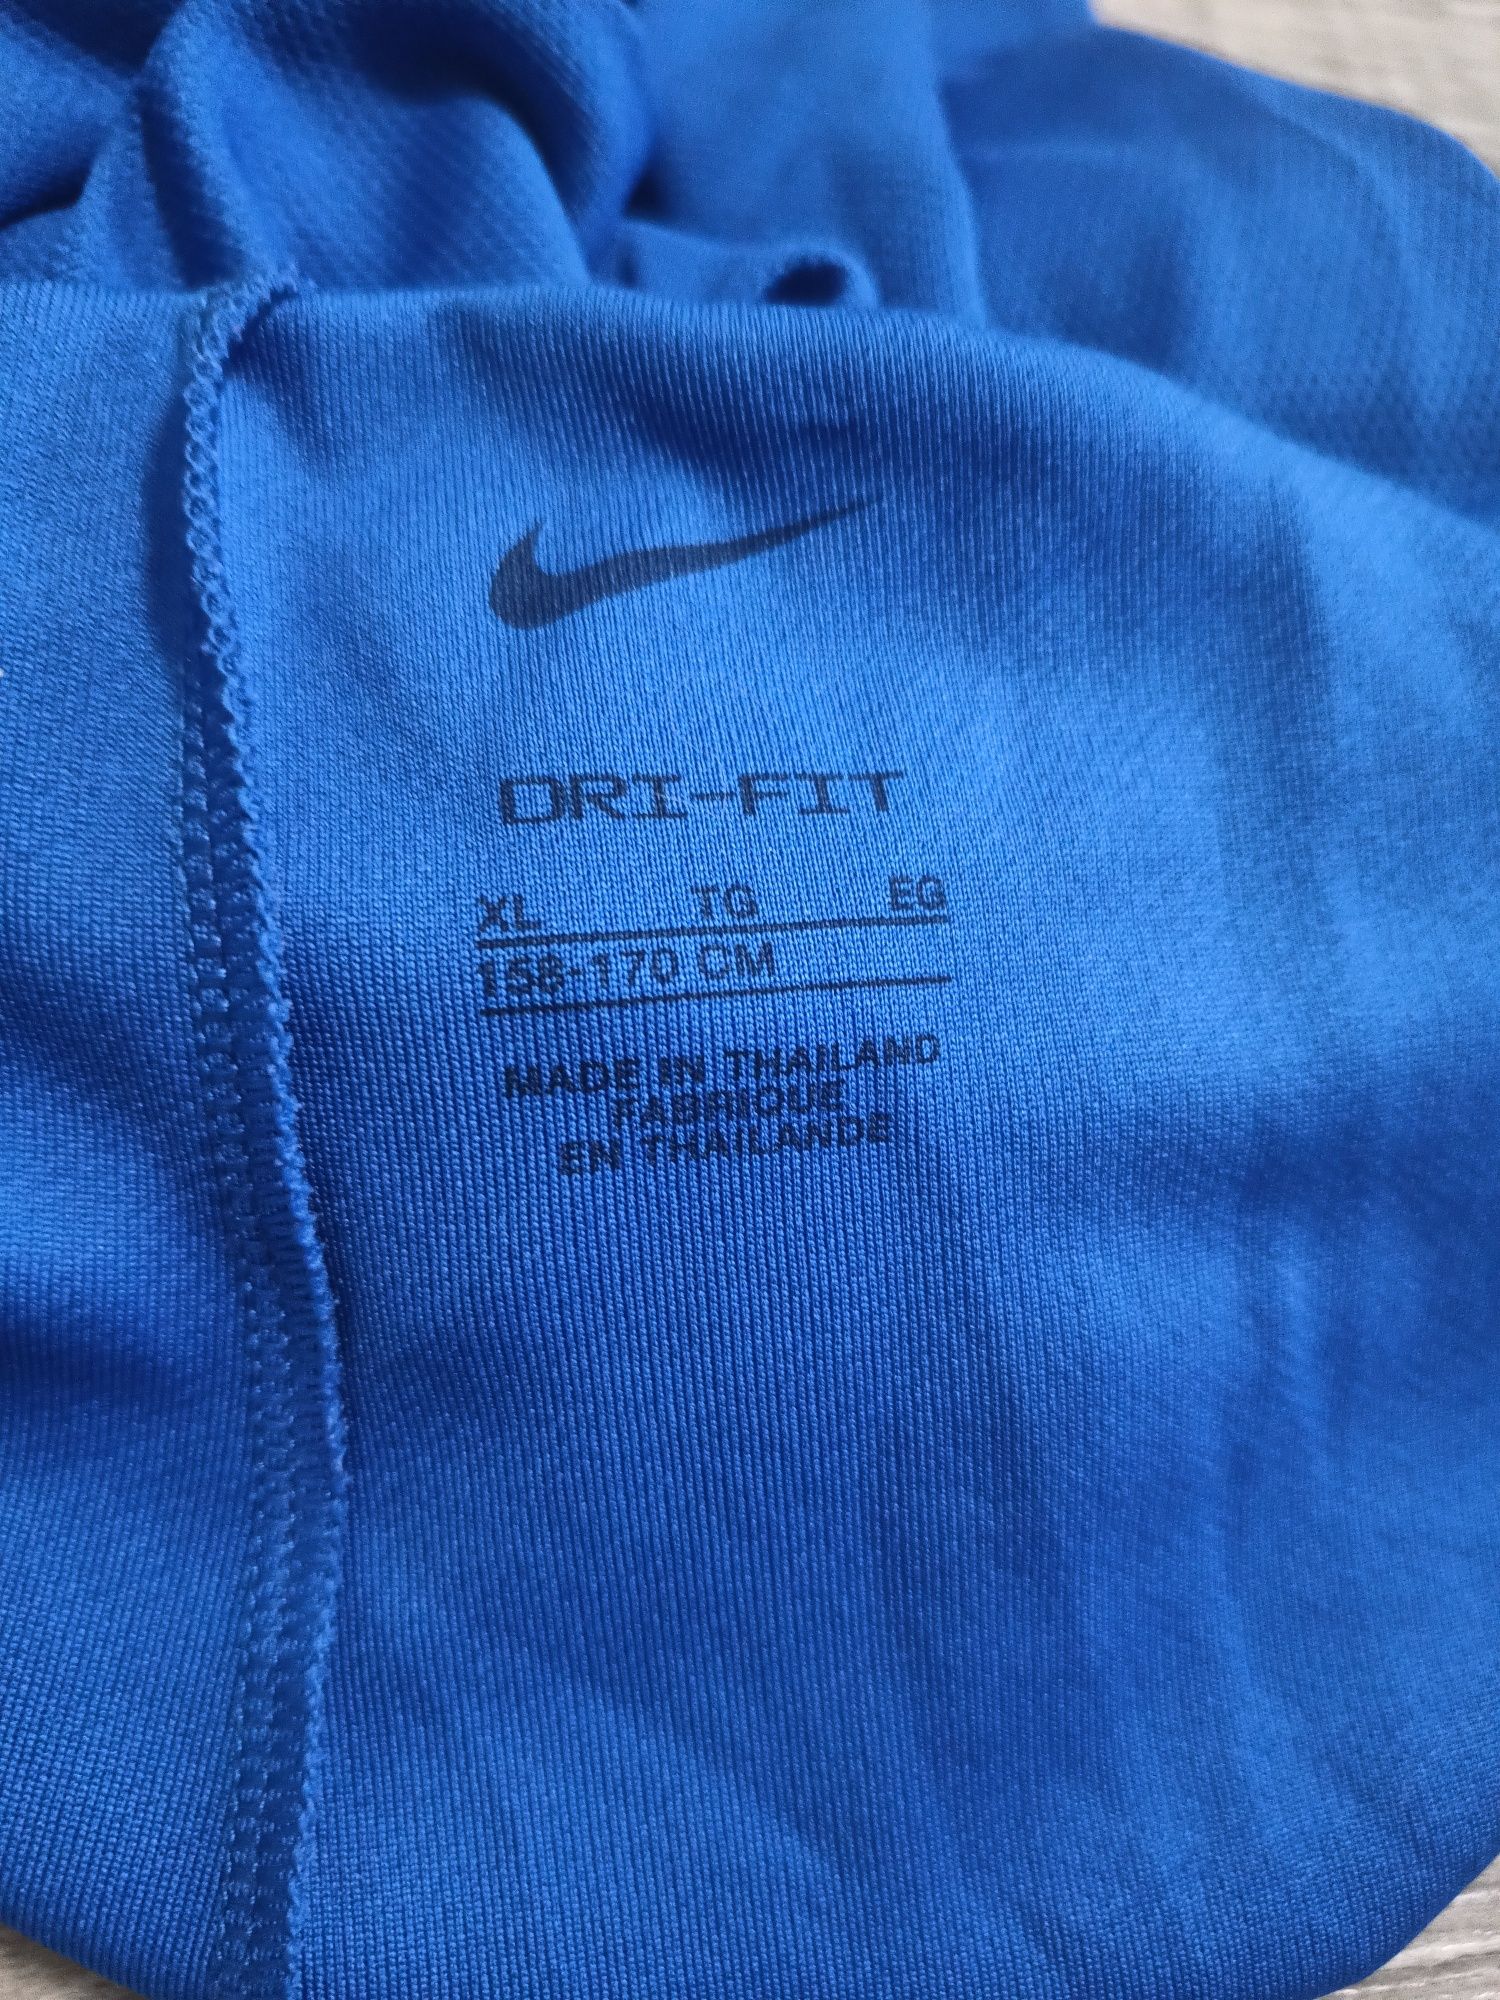 DRI-FIT
XL TG EG
158-170 CM
MADE IN THAILAND
FABRIQUE
EN THAILANDE